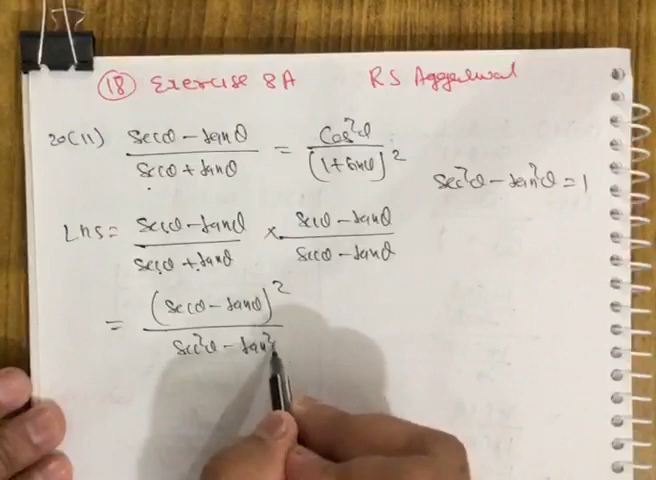 (18) Exercise 8A RS Aggarwal
20(ii) secθ - tanθ / secθ + tanθ = cos²θ / (1+sinθ)²
sec²θ - tan²θ = 1
LHS = secθ - tanθ / secθ + tanθ × secθ - tanθ / secθ - tanθ
= (secθ - tanθ)² / sec²θ - tan²